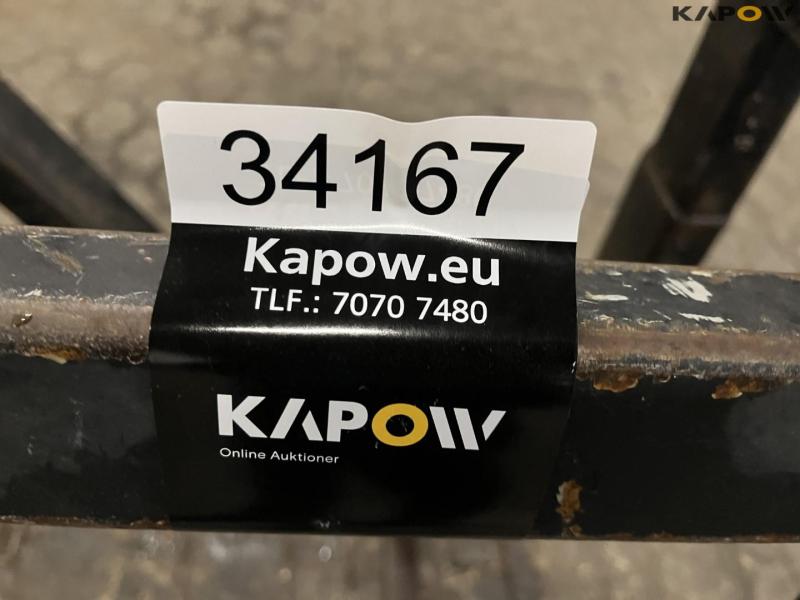 KAPOW
34167
Kapow.eu
TLF.: 7070 7480
KAPOW
Online Auktioner